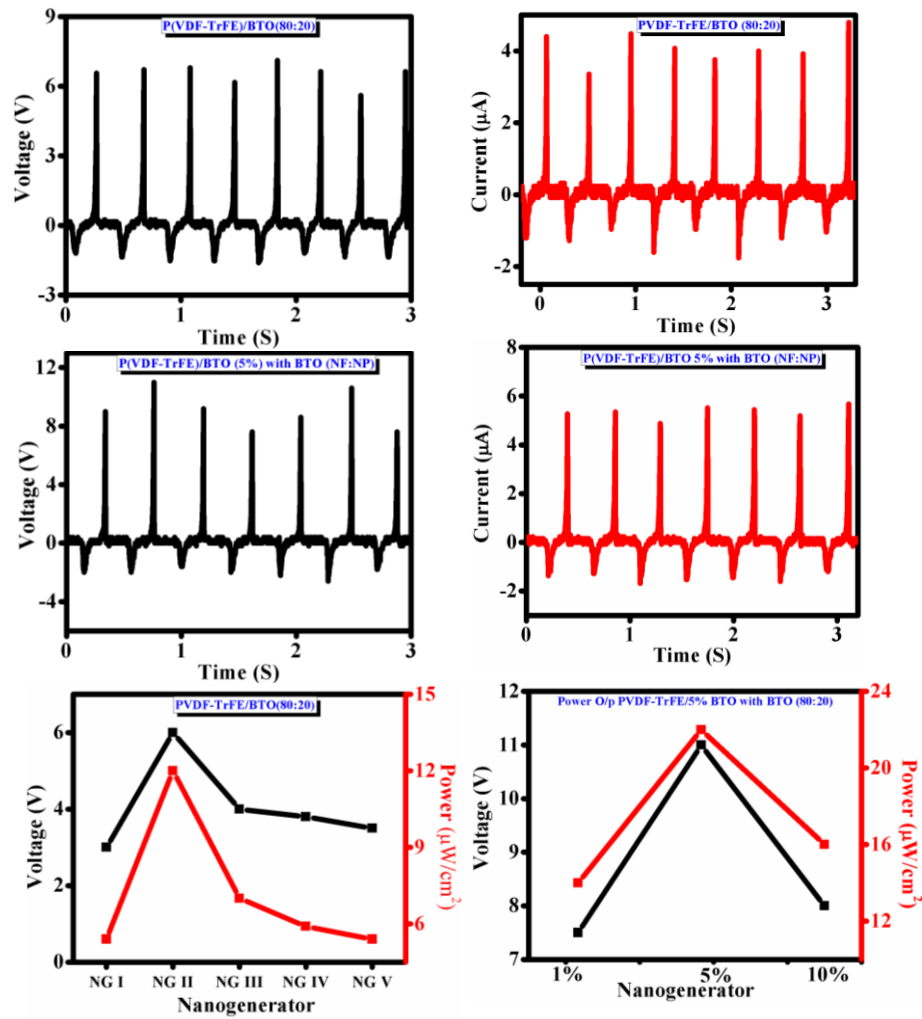 P(VDF-TrFE)/BTO(80:20)
9
6
3
0
-3
Voltage (V)
0 1 2 3
Time (S)
PVDF-TrFE/BTO (80:20)
4
2
0
-2
Current (μA)
0 1 2 3
Time (S)
P(VDF-TrFE)/BTO (5%) with BTO (NF:NP)
12
8
4
0
-4
Voltage (V)
0 1 2 3
Time (S)
P(VDF-TrFE)/BTO 5% with BTO (NF:NP)
8
6
4
2
0
-2
Current (μA)
0 1 2 3
Time (S)
PVDF-TrFE/BTO(80:20)
6
4
2
0
Voltage (V)
15
12
9
6
Power (μW/cm²)
NG I NG II NG III NG IV NG V
Nanogenerator
Power O/p PVDF-TrFE/5% BTO with BTO (80:20)
12
11
10
9
8
7
Voltage (V)
24
20
16
12
Power (μW/cm²)
1% 5% 10%
Nanogenerator